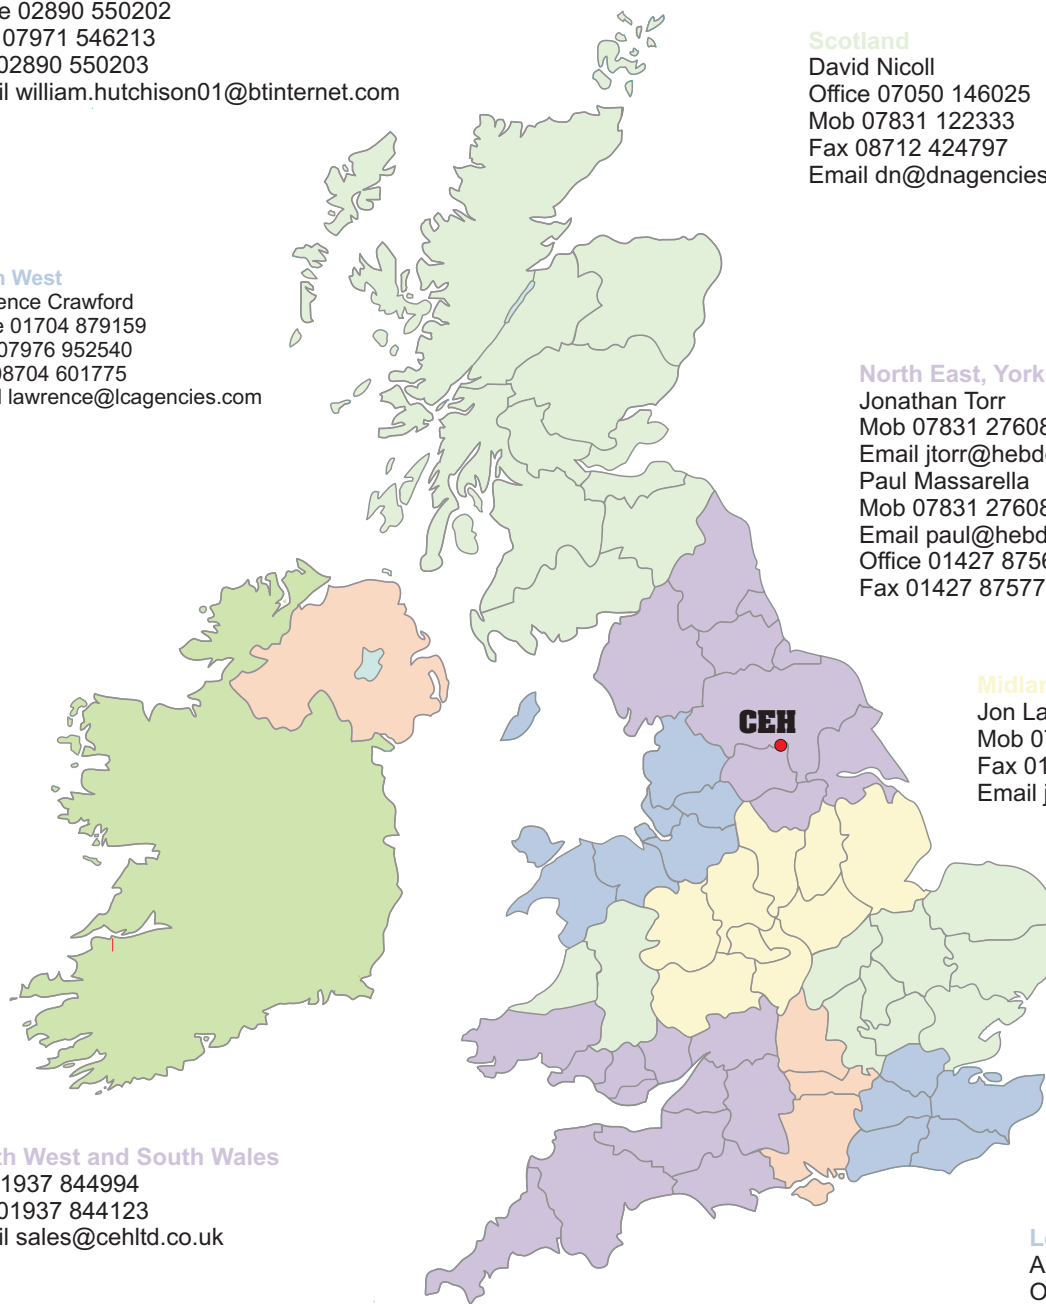 e 02890 550202
07971 546213
02890 550203
il william.hutchison01@btinternet.com
Scotland
David Nicoll
Office 07050 146025
Mob 07831 122333
Fax 08712 424797
Email dn@dnagencies
h West
ence Crawford
e 01704 879159
07976 952540
08704 601775
l lawrence@lcagencies.com
North East, York
Jonathan Torr
Mob 07831 27608
Email jtorr@hebd
Paul Massarella
Mob 07831 27608
Email paul@hebd
Office 01427 8756
Fax 01427 87577
Midlan
Jon La
Mob 07
Fax 01
Email j
CEH
th West and South Wales
1937 844994
01937 844123
il sales@cehltd.co.uk
L
A
O